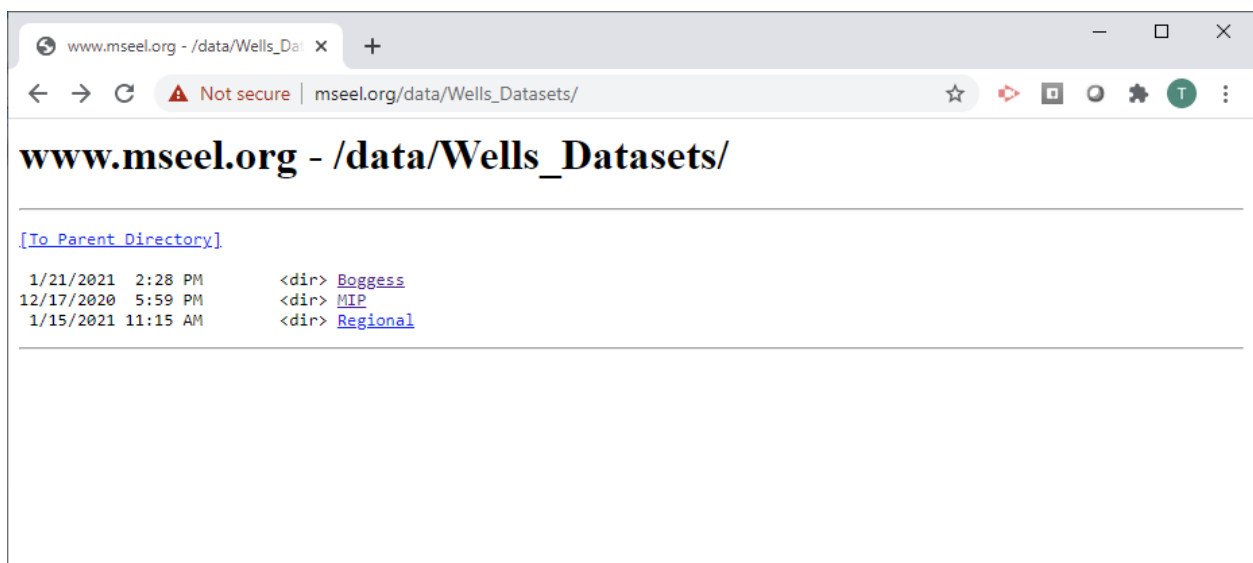 www.mseel.org - /data/Wells_Dat
Not secure | mseel.org/data/Wells_Datasets/
T
www.mseel.org - /data/Wells_Datasets/
[To Parent Directory]
1/21/2021 2:28 PM <dir> Boggess
12/17/2020 5:59 PM <dir> MIP
1/15/2021 11:15 AM <dir> Regional